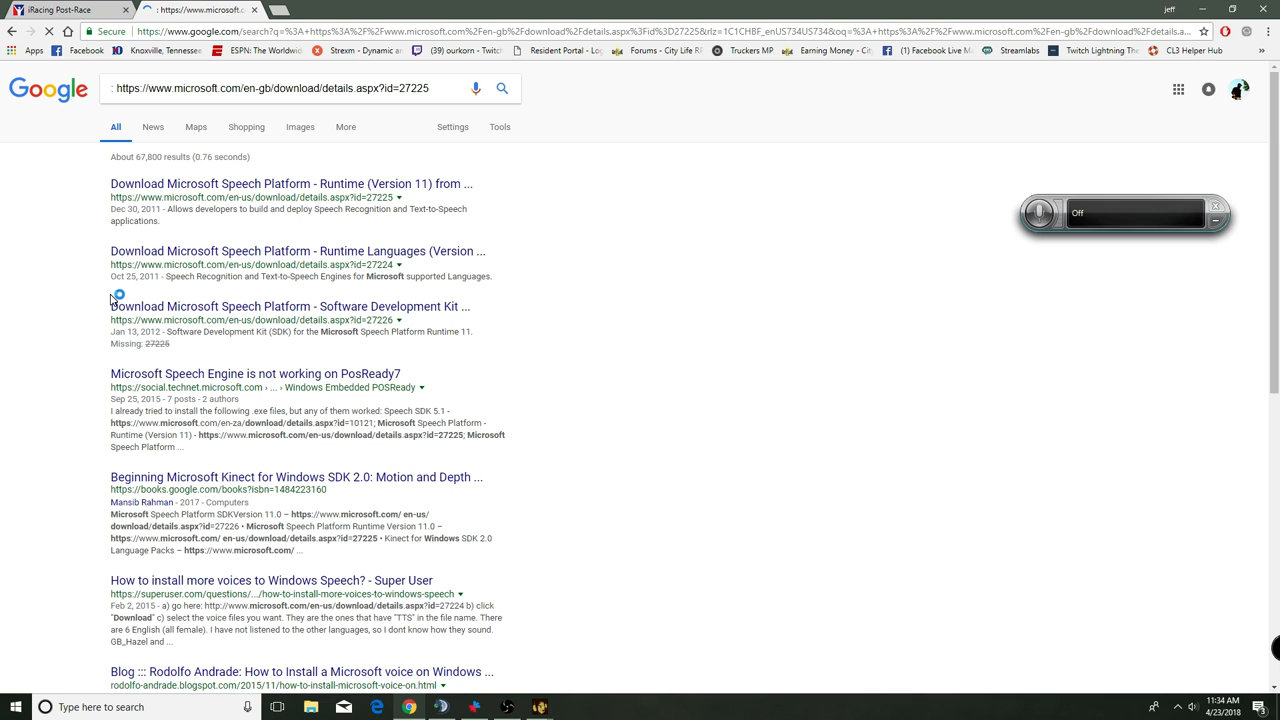 iRacing Post-Race
: https://www.microsoft.c
jeff
Secure
https://www.google.com/search?q=%3A+https%3A%2F%2Fwww.microsoft.com%2Fen-gb%2Fdownload%2Fdetails.aspx%3Fid%3D27225&rlz=1C1CHBF_enUS734US734&oq=%3A+https%3A%2F%2Fwww.microsoft.com%2Fen-gb%2Fdownload%2Fdetails.a...
Apps
Facebook
Knoxville, Tennessee
ESPN: The Worldwid
Strexm - Dynamic an
(39) ourkorn - Twitch
Resident Portal - Log
Forums - City Life RP
Truckers MP
Earning Money - City
(1) Facebook Live M
Streamlabs
Twitch Lightning The
CL3 Helper Hub
Google
: https://www.microsoft.com/en-gb/download/details.aspx?id=27225
All
News
Maps
Shopping
Images
More
Settings
Tools
About 67,800 results (0.76 seconds)
Download Microsoft Speech Platform - Runtime (Version 11) from ...
https://www.microsoft.com/en-us/download/details.aspx?id=27225
Dec 30, 2011 - Allows developers to build and deploy Speech Recognition and Text-to-Speech
applications.
Off
Download Microsoft Speech Platform - Runtime Languages (Version ...
https://www.microsoft.com/en-us/download/details.aspx?id=27224
Oct 25, 2011 - Speech Recognition and Text-to-Speech Engines for Microsoft supported Languages.
Download Microsoft Speech Platform - Software Development Kit ...
https://www.microsoft.com/en-us/download/details.aspx?id=27226
Jan 13, 2012 - Software Development Kit (SDK) for the Microsoft Speech Platform Runtime 11.
Missing: 27225
Microsoft Speech Engine is not working on PosReady7
https://social.technet.microsoft.com › ... › Windows Embedded POSReady
Sep 25, 2015 - 7 posts - 2 authors
I already tried to install the following .exe files, but any of them worked: Speech SDK 5.1 -
https://www.microsoft.com/en-za/download/details.aspx?id=10121; Microsoft Speech Platform -
Runtime (Version 11) - https://www.microsoft.com/en-us/download/details.aspx?id=27225; Microsoft
Speech Platform ...
Beginning Microsoft Kinect for Windows SDK 2.0: Motion and Depth ...
https://books.google.com/books?isbn=1484223160
Mansib Rahman - 2017 - Computers
Microsoft Speech Platform SDKVersion 11.0 – https://www.microsoft.com/ en-us/
download/details.aspx?id=27226 • Microsoft Speech Platform Runtime Version 11.0 –
https://www.microsoft.com/ en-us/download/details.aspx?id=27225 • Kinect for Windows SDK 2.0
Language Packs – https://www.microsoft.com/ ...
How to install more voices to Windows Speech? - Super User
https://superuser.com/questions/.../how-to-install-more-voices-to-windows-speech
Feb 2, 2015 - a) go here: http://www.microsoft.com/en-us/download/details.aspx?id=27224 b) click
"Download" c) select the voice files you want. They are the ones that have "TTS" in the file name. There
are 6 English (all female). I have not listened to the other languages, so I dont know how they sound.
GB_Hazel and ...
Blog ::: Rodolfo Andrade: How to Install a Microsoft voice on Windows ...
rodolfo-andrade.blogspot.com/2015/11/how-to-install-microsoft-voice-on.html
Type here to search
11:34 AM
4/23/2018
3